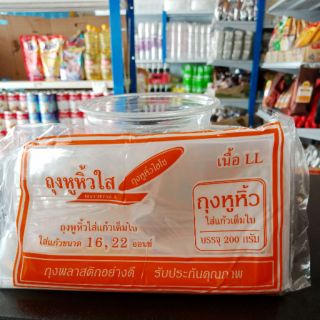 ถุงหูหิ้วใส
ถุงหูหิ้วใส่แก้วเต็มใบ
ใส่แก้วขนาด 16,22 ออนซ์
เนื้อ LL
ถุงหูหิ้ว
ใส่แก้วเต็มใบ
บรรจุ 200 กรัม
ถุงพลาสติกอย่างดี | รับประกันคุณภาพ